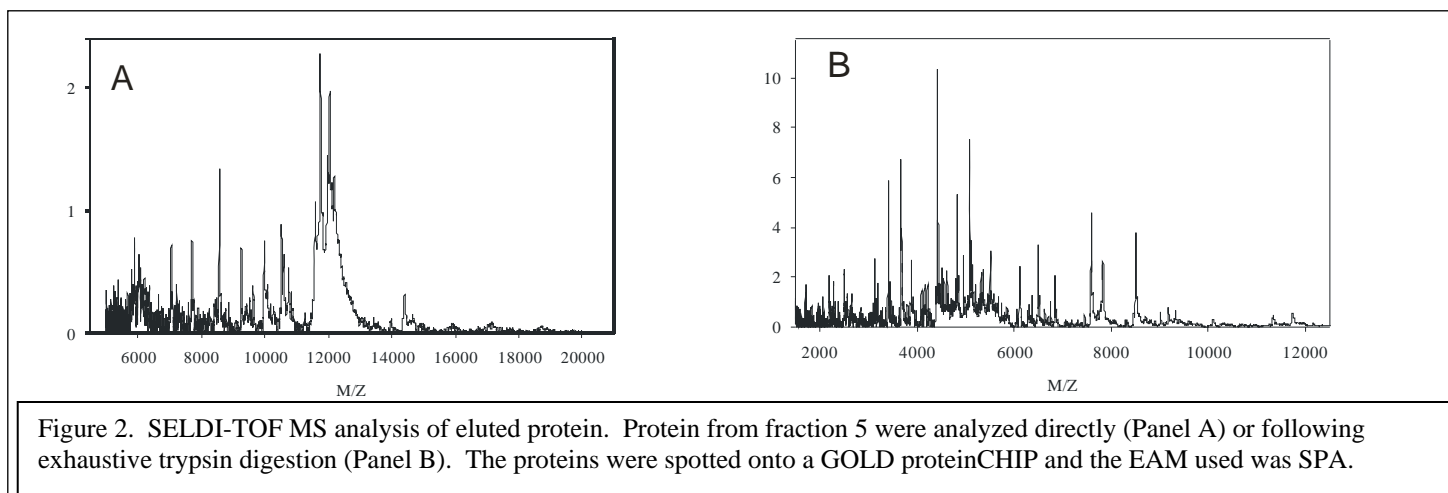 A
2
1
0
6000 8000 10000 12000 14000 16000 18000 20000
M/Z
B
10
8
6
4
2
0
2000 4000 6000 8000 10000 12000
M/Z
Figure 2. SELDI-TOF MS analysis of eluted protein. Protein from fraction 5 were analyzed directly (Panel A) or following
exhaustive trypsin digestion (Panel B). The proteins were spotted onto a GOLD proteinCHIP and the EAM used was SPA.